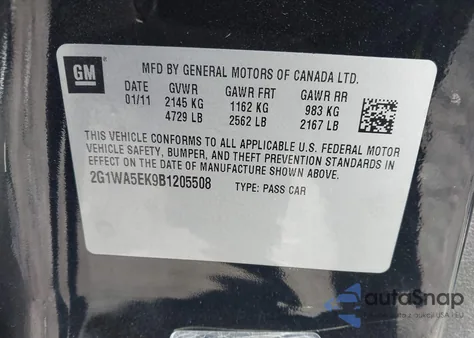 GM
MFD BY GENERAL MOTORS OF CANADA LTD.
DATE GVWR GAWR FRT GAWR RR
01/11 2145 KG 1162 KG 983 KG
4729 LB 2562 LB 2167 LB
THIS VEHICLE CONFORMS TO ALL APPLICABLE U.S. FEDERAL MOTOR
VEHICLE SAFETY, BUMPER, AND THEFT PREVENTION STANDARDS
IN EFFECT ON THE DATE OF MANUFACTURE SHOWN ABOVE.
2G1WA5EK9B1205508 TYPE: PASS CAR
autoSnap